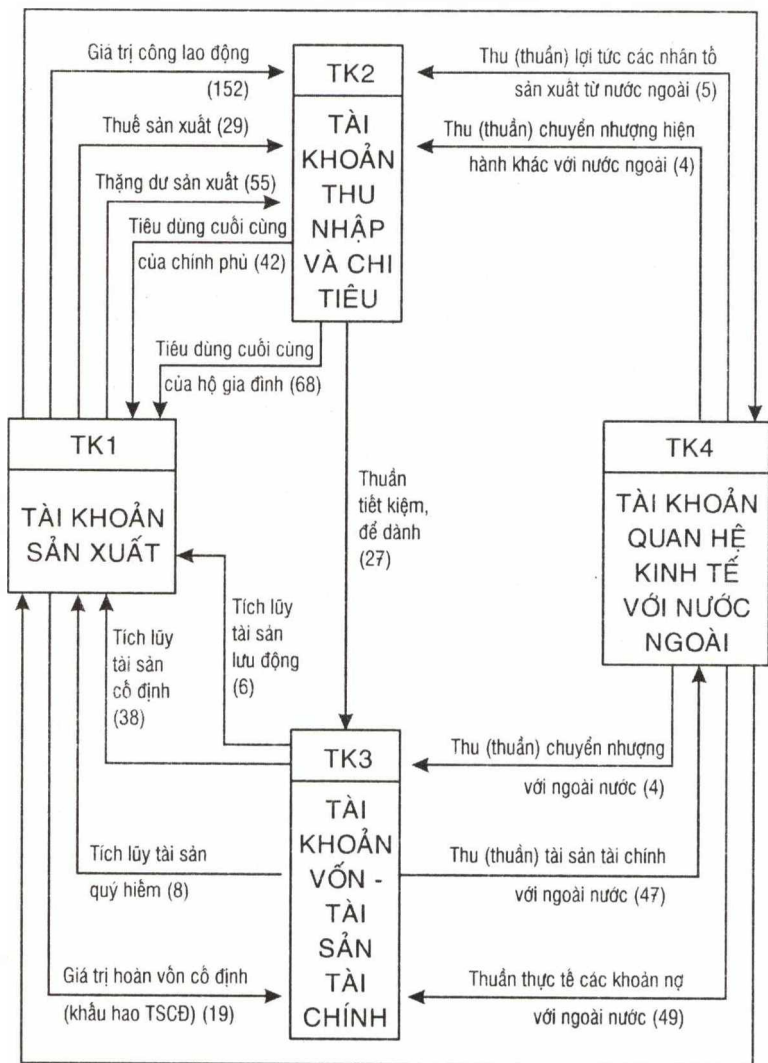 Giá trị công lao động
(152)
Thuế sản xuất (29)
Thặng dư sản xuất (55)
Tiêu dùng cuối cùng
của chính phủ (42)
Tiêu dùng cuối cùng
của hộ gia đình (68)
TK2
TÀI
KHOẢN
THU
NHẬP
VÀ CHI
TIÊU
Thu (thuần) lợi tức các nhân tố
sản xuất từ nước ngoài (5)
Thu (thuần) chuyển nhượng hiện
hành khác với nước ngoài (4)
TK1
TÀI KHOẢN
SẢN XUẤT
Thuần
tiết kiệm,
để dành
(27)
TK4
TÀI KHOẢN
QUAN HỆ
KINH TẾ
VỚI NƯỚC
NGOÀI
Tích lũy
tài sản
cố định
(38)
Tích lũy
tài sản
lưu động
(6)
TK3
TÀI
KHOẢN
VỐN -
TÀI
SẢN
TÀI
CHÍNH
Thu (thuần) chuyển nhượng
với ngoài nước (4)
Tích lũy tài sản
quý hiếm (8)
Thu (thuần) tài sản tài chính
với ngoài nước (47)
Giá trị hoàn vốn cố định
(khấu hao TSCĐ) (19)
Thuần thực tế các khoản nợ
với ngoài nước (49)